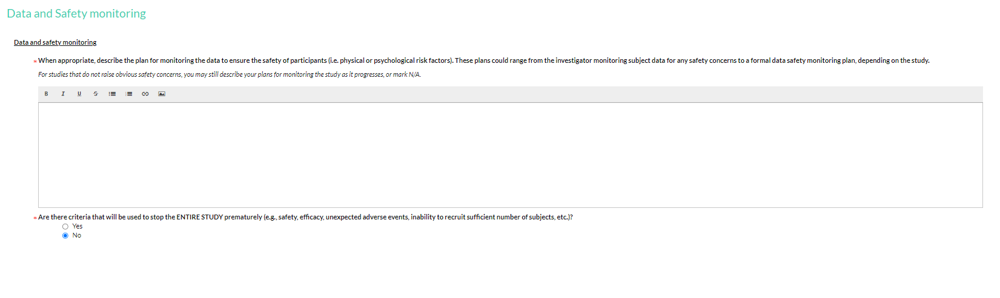 Data and Safety monitoring
Data and safety monitoring
* When appropriate, describe the plan for monitoring the data to ensure the safety of participants (i.e. physical or psychological risk factors). These plans could range from the investigator monitoring subject data for any safety concerns to a formal data safety monitoring plan, depending on the study.
For studies that do not raise obvious safety concerns, you may still describe your plans for monitoring the study as it progresses, or mark N/A.
B I U S
* Are there criteria that will be used to stop the ENTIRE STUDY prematurely (e.g., safety, efficacy, unexpected adverse events, inability to recruit sufficient number of subjects, etc.)?
Yes
No